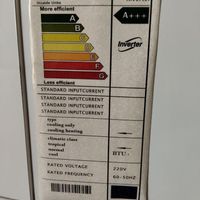 More efficient
A+++
A
B
C
D
E
F
G
Inverter
Less efficient
STANDARD INPUTCURRENT
STANDARD INPUTCURRENT
STANDARD INPUTCURRENT
STANDARD INPUTCURRENT
type
cooling only
cooling heating
climatic class
tropical
normal
cool
BTU
RATED VOLTAGE 220V
RATED FREQUENCY 60-50HZ